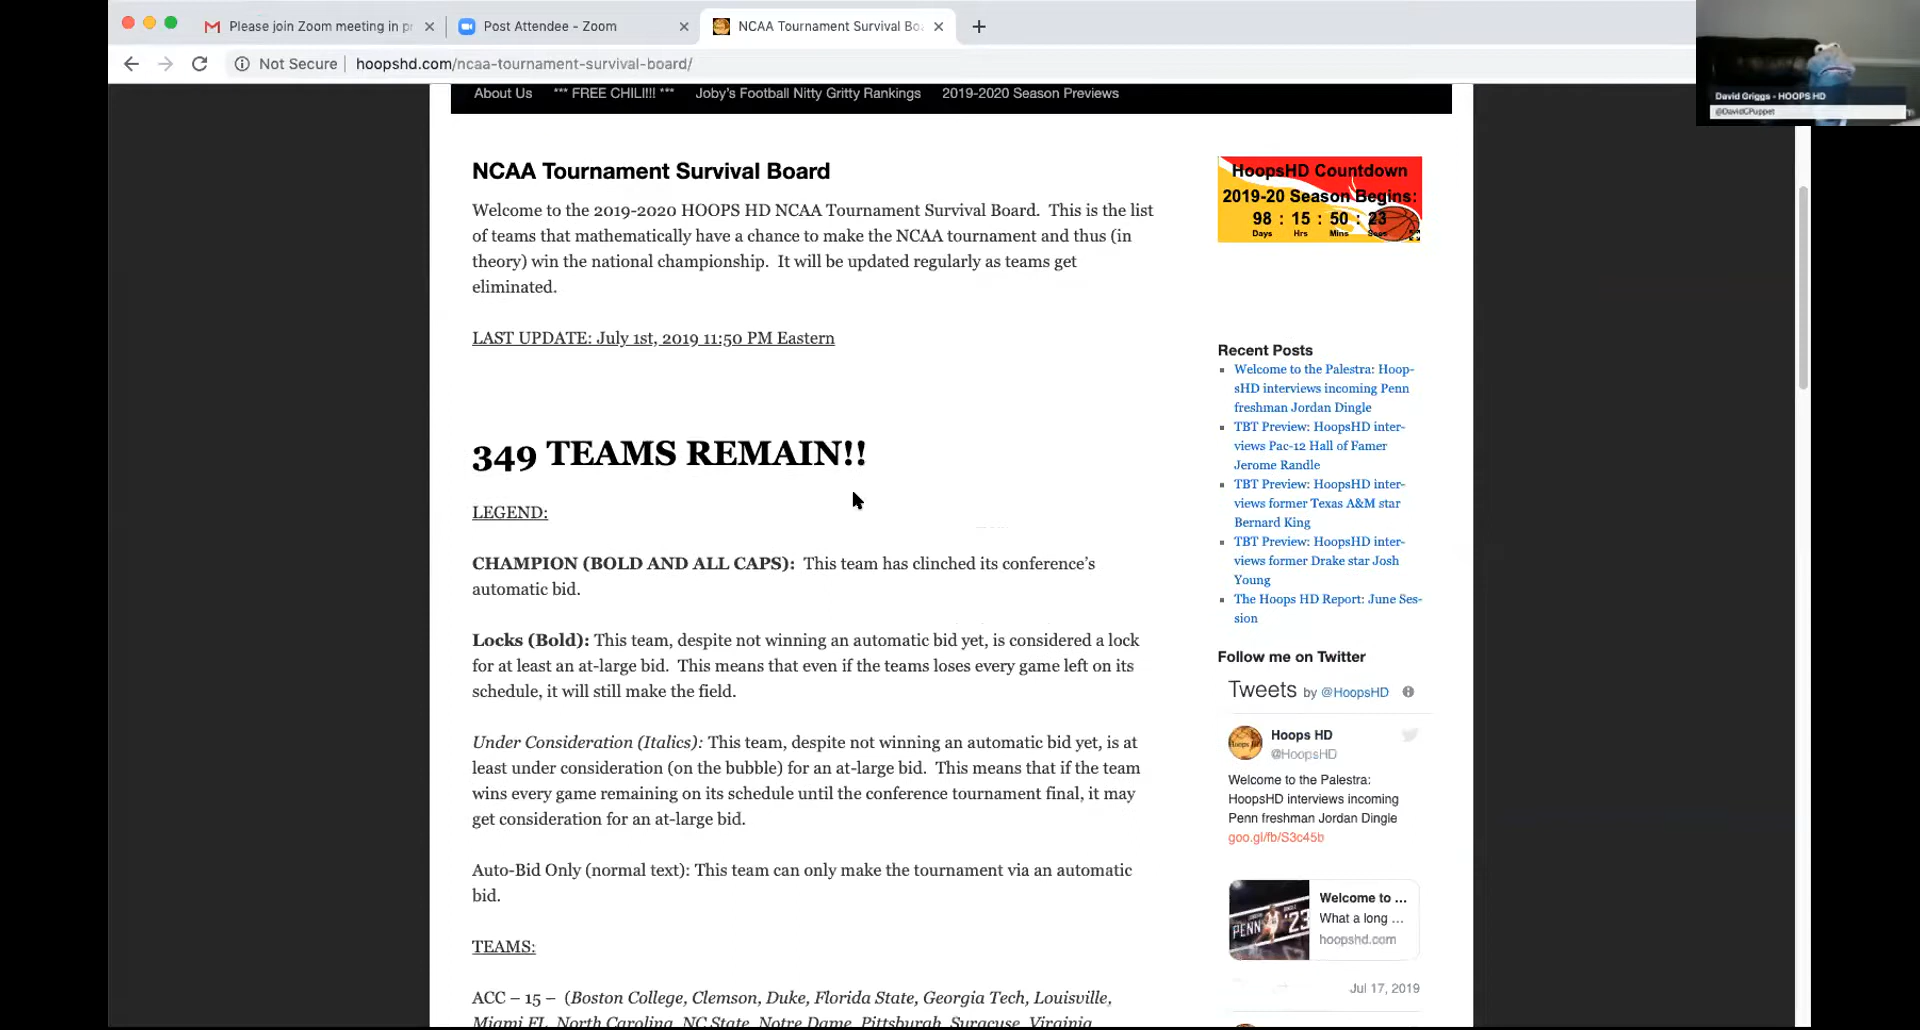 Please join Zoom meeting in pr
Post Attendee - Zoom
NCAA Tournament Survival Bo
Not Secure
hoopshd.com/ncaa-tournament-survival-board/
About Us
*** FREE CHILI!!! ***
Joby's Football Nitty Gritty Rankings
2019-2020 Season Previews
David Griggs - HOOPS HD
@DavidCPuppet
NCAA Tournament Survival Board
Welcome to the 2019-2020 HOOPS HD NCAA Tournament Survival Board. This is the list
of teams that mathematically have a chance to make the NCAA tournament and thus (in
theory) win the national championship. It will be updated regularly as teams get
eliminated.
LAST UPDATE: July 1st, 2019 11:50 PM Eastern
349 TEAMS REMAIN!!
LEGEND:
CHAMPION (BOLD AND ALL CAPS): This team has clinched its conference's
automatic bid.
Locks (Bold): This team, despite not winning an automatic bid yet, is considered a lock
for at least an at-large bid. This means that even if the teams loses every game left on its
schedule, it will still make the field.
Under Consideration (Italics): This team, despite not winning an automatic bid yet, is at
least under consideration (on the bubble) for an at-large bid. This means that if the team
wins every game remaining on its schedule until the conference tournament final, it may
get consideration for an at-large bid.
Auto-Bid Only (normal text): This team can only make the tournament via an automatic
bid.
TEAMS:
ACC – 15 – (Boston College, Clemson, Duke, Florida State, Georgia Tech, Louisville,
Miami FL, North Carolina, NC State, Notre Dame, Pittsburgh, Syracuse, Virginia,
HoopsHD Countdown
2019-20 Season Begins:
98 : 15 : 50 : 23
Days Hrs Mins Secs
Recent Posts
Welcome to the Palestra: Hoop-
sHD interviews incoming Penn
freshman Jordan Dingle
TBT Preview: HoopsHD inter-
views Pac-12 Hall of Famer
Jerome Randle
TBT Preview: HoopsHD inter-
views former Texas A&M star
Bernard King
TBT Preview: HoopsHD inter-
views former Drake star Josh
Young
The Hoops HD Report: June Ses-
sion
Follow me on Twitter
Tweets by @HoopsHD
Hoops HD
@HoopsHD
Welcome to the Palestra:
HoopsHD interviews incoming
Penn freshman Jordan Dingle
goo.gl/fb/S3c45b
PENN '23
Welcome to ...
What a long ...
hoopshd.com
Jul 17, 2019